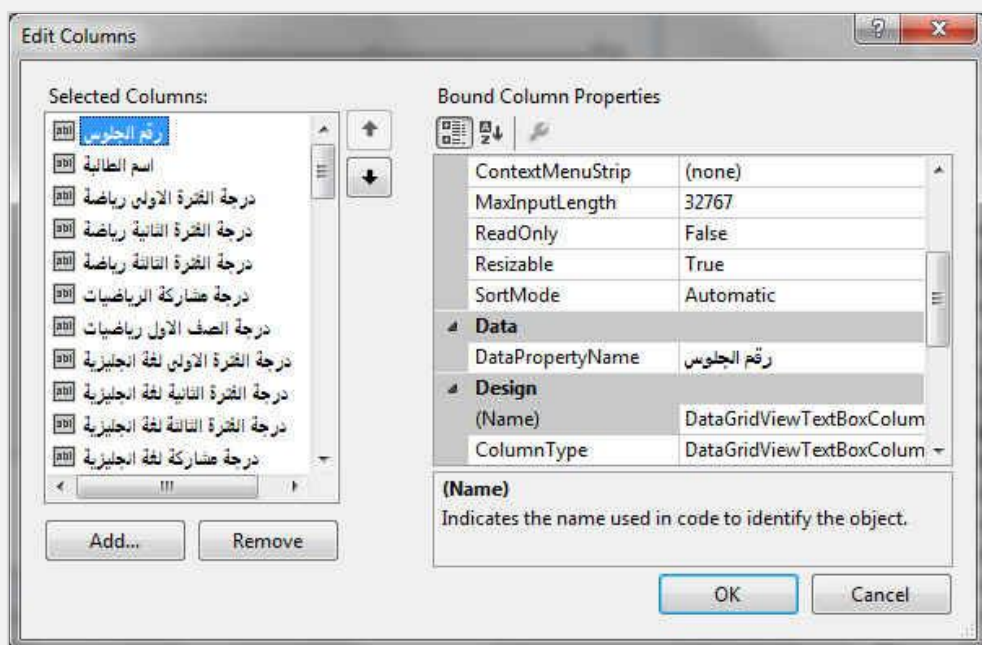 Edit Columns
Selected Columns:
رقم الجلوس
اسم الطالبة
درجة الفترة الاولى رياضة
درجة الفترة الثانية رياضة
درجة الفترة الثالثة رياضة
درجة مشاركة الرياضيات
درجة الصف الاول رياضيات
درجة الفترة الاولى لغة انجليزية
درجة الفترة الثانية لغة انجليزية
درجة الفترة الثالثة لغة انجليزية
درجة مشاركة لغة انجليزية
Add...
Remove
Bound Column Properties
ContextMenuStrip (none)
MaxInputLength 32767
ReadOnly False
Resizable True
SortMode Automatic
Data
DataPropertyName رقم الجلوس
Design
(Name) DataGridViewTextBoxColum
ColumnType DataGridViewTextBoxColum
(Name)
Indicates the name used in code to identify the object.
OK
Cancel